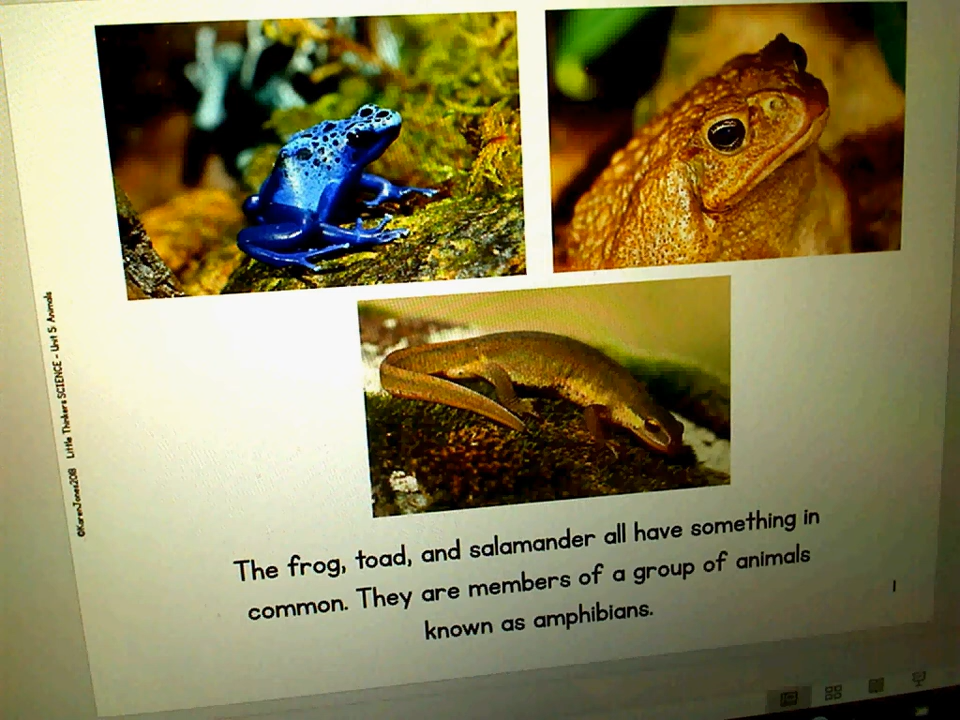 ©KarenJones2018 Little Thinkers SCIENCE - Unit 5: Animals
The frog, toad, and salamander all have something in
common. They are members of a group of animals
known as amphibians.
1